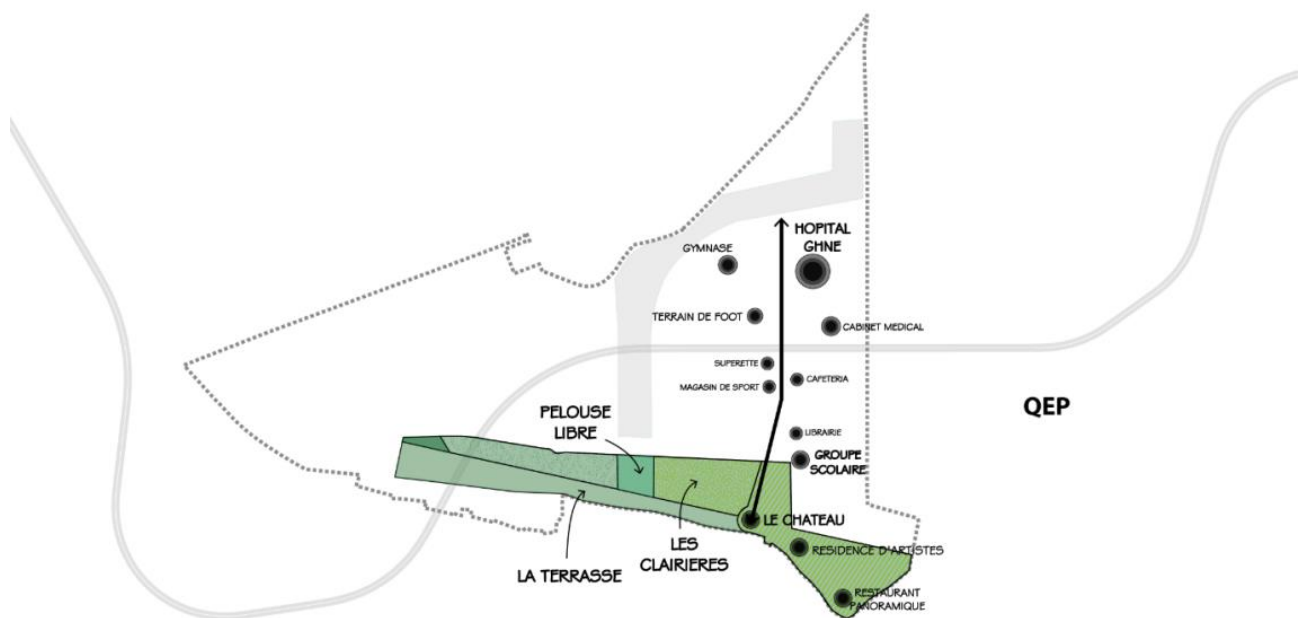 HOPITAL
GHNE
GYMNASE
TERRAIN DE FOOT
CABINET MEDICAL
SUPERETTE
MAGASIN DE SPORT
CAFETERIA
QEP
PELOUSE
LIBRE
LIBRAIRIE
GROUPE
SCOLAIRE
LE CHATEAU
LES
CLAIRIERES
LA TERRASSE
RESIDENCE D'ARTISTES
RESTAURANT
PANORAMIQUE